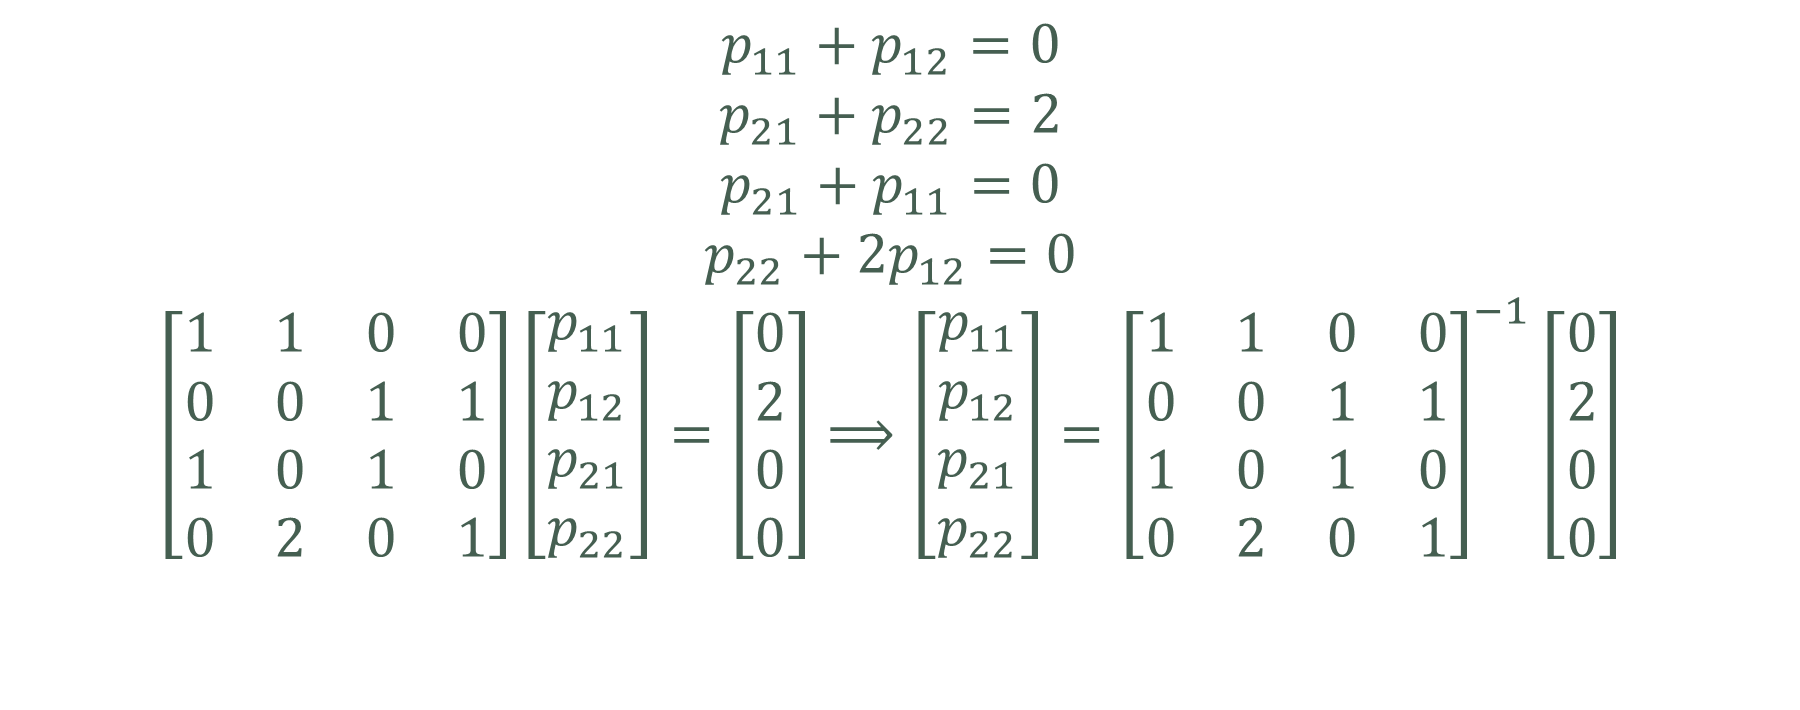 p₁₁ + p₁₂ = 0
p₂₁ + p₂₂ = 2
p₂₁ + p₁₁ = 0
p₂₂ + 2p₁₂ = 0
[1 1 0 0; 0 0 1 1; 1 0 1 0; 0 2 0 1] [p₁₁; p₁₂; p₂₁; p₂₂] = [0; 2; 0; 0] ⟹ [p₁₁; p₁₂; p₂₁; p₂₂] = [1 1 0 0; 0 0 1 1; 1 0 1 0; 0 2 0 1]⁻¹ [0; 2; 0; 0]